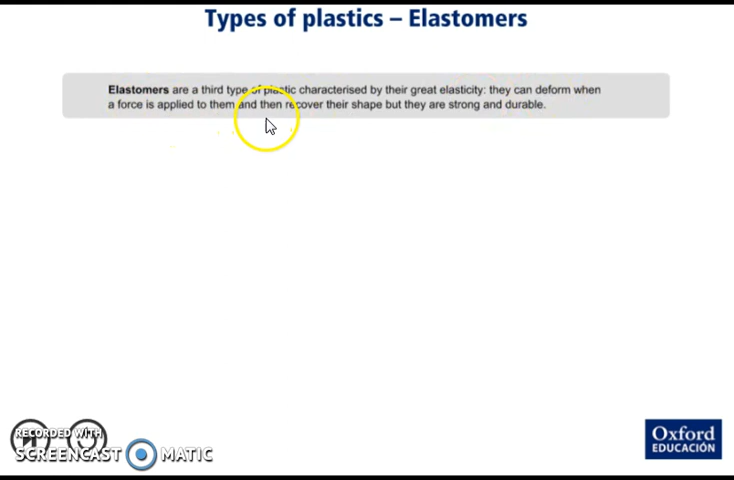 Types of plastics – Elastomers
Elastomers are a third type of plastic characterised by their great elasticity: they can deform when
a force is applied to them and then recover their shape but they are strong and durable.
RECORDED WITH
SCREENCAST MATIC
Oxford
EDUCACIÓN